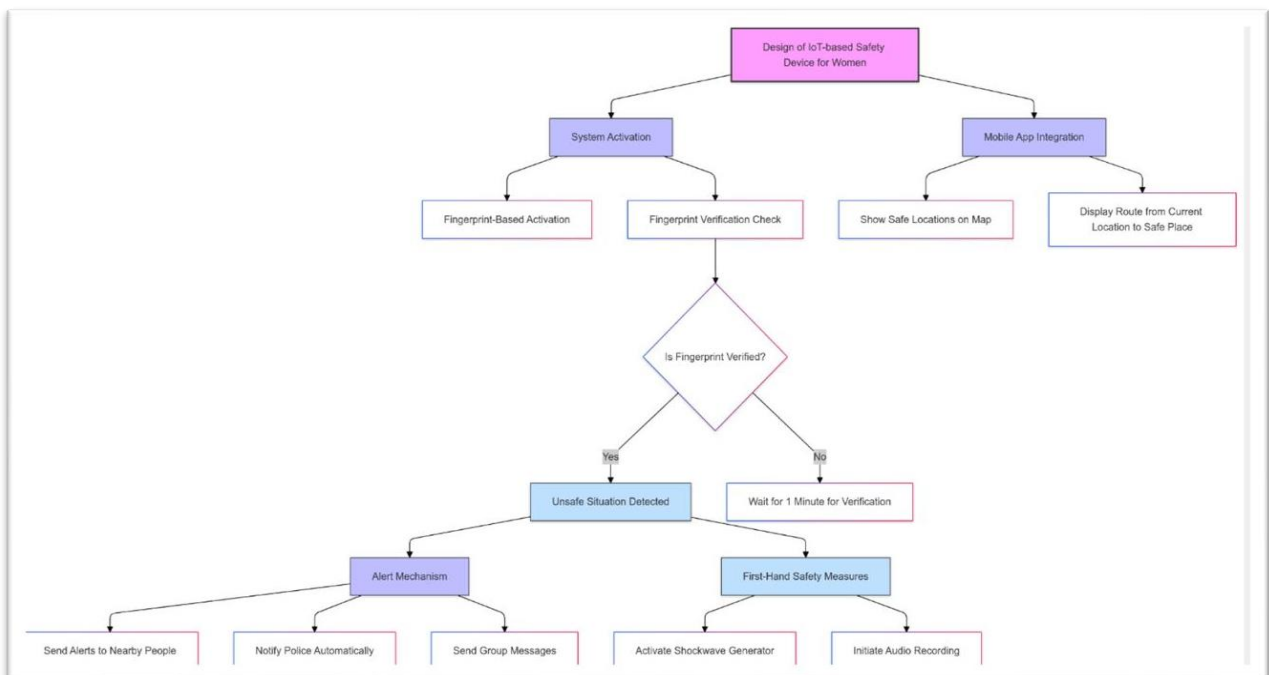 Design of IoT-based Safety
Device for Women
System Activation
Mobile App Integration
Fingerprint-Based Activation
Fingerprint Verification Check
Show Safe Locations on Map
Display Route from Current
Location to Safe Place
Is Fingerprint Verified?
Yes
No
Unsafe Situation Detected
Wait for 1 Minute for Verification
Alert Mechanism
First-Hand Safety Measures
Send Alerts to Nearby People
Notify Police Automatically
Send Group Messages
Activate Shockwave Generator
Initiate Audio Recording